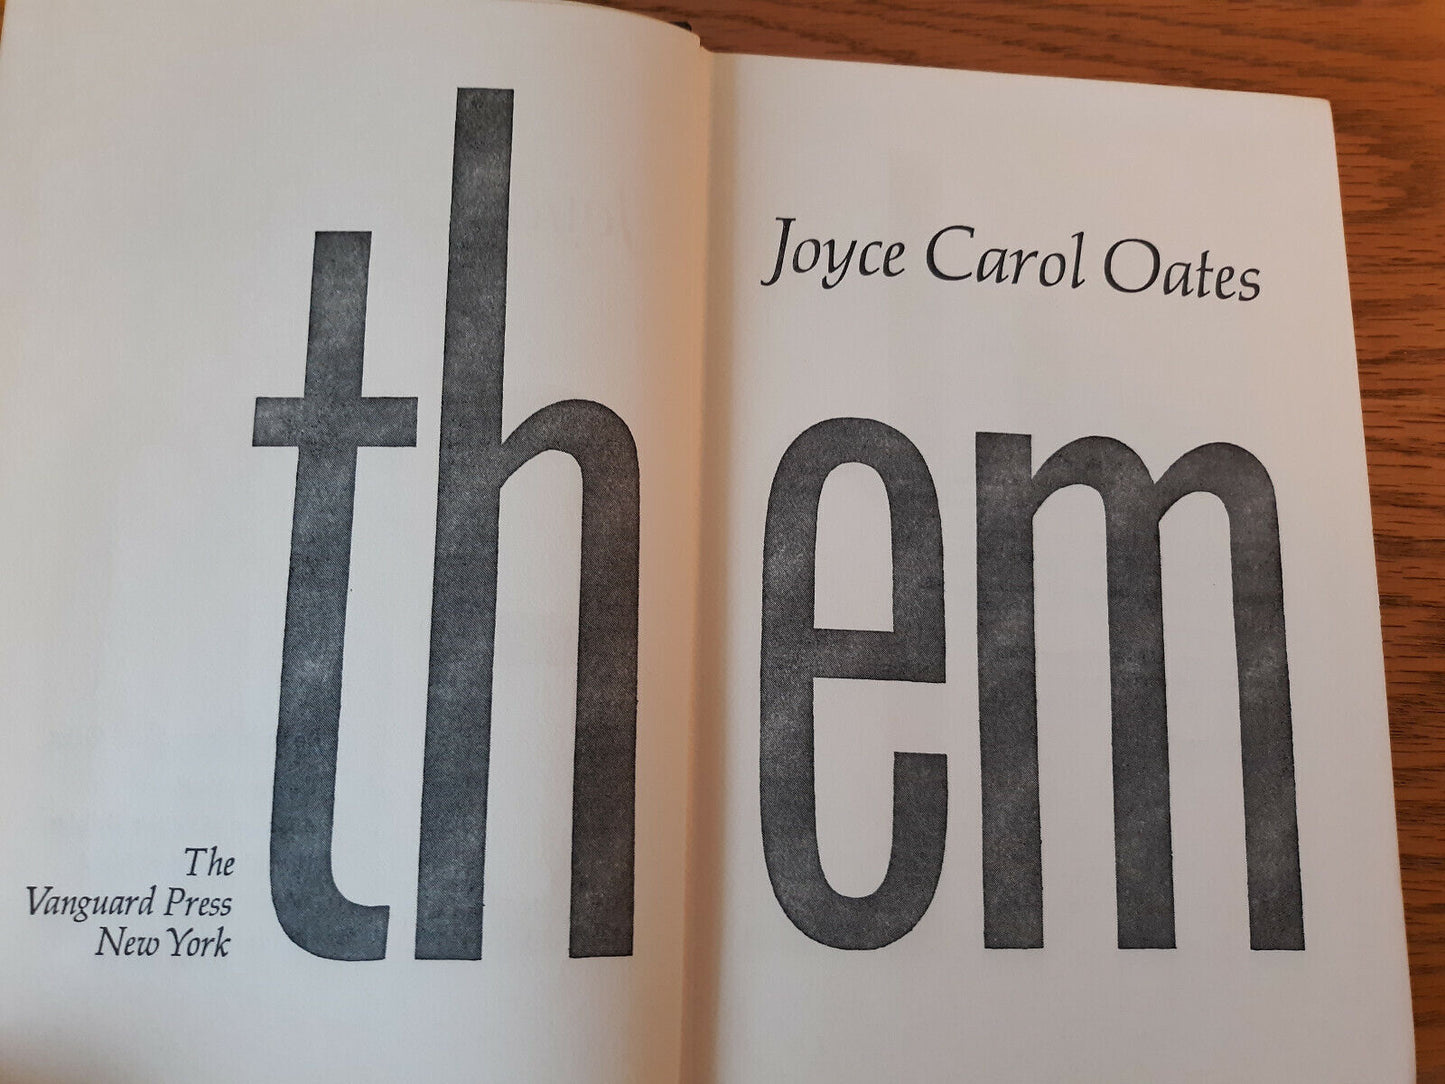 them
Joyce Carol Oates
The
Vanguard Press
New York